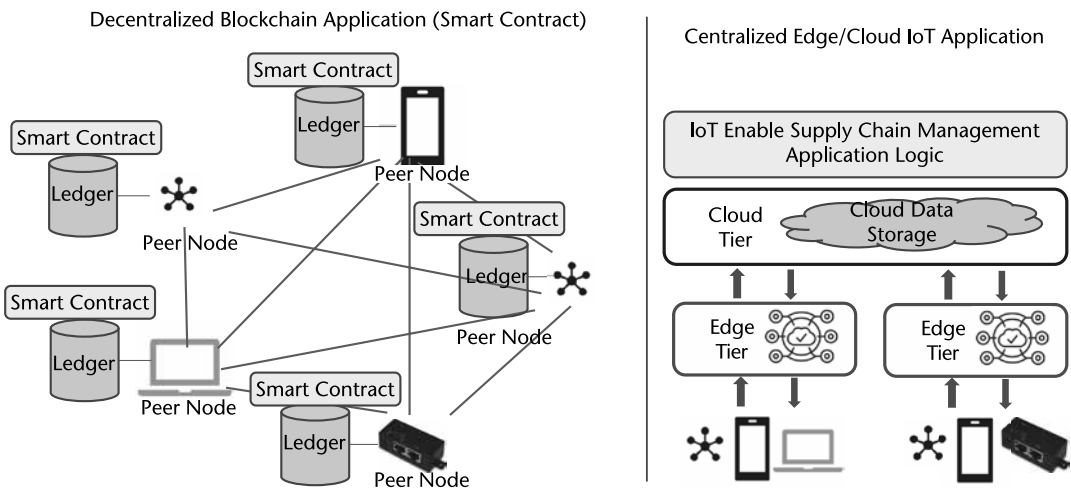 Decentralized Blockchain Application (Smart Contract)
Smart Contract
Ledger
Peer Node
Smart Contract
Ledger
Peer Node
Smart Contract
Ledger
Peer Node
Smart Contract
Ledger
Peer Node
Smart Contract
Ledger
Peer Node
Centralized Edge/Cloud IoT Application
IoT Enable Supply Chain Management
Application Logic
Cloud
Tier
Cloud Data
Storage
Edge
Tier
Edge
Tier